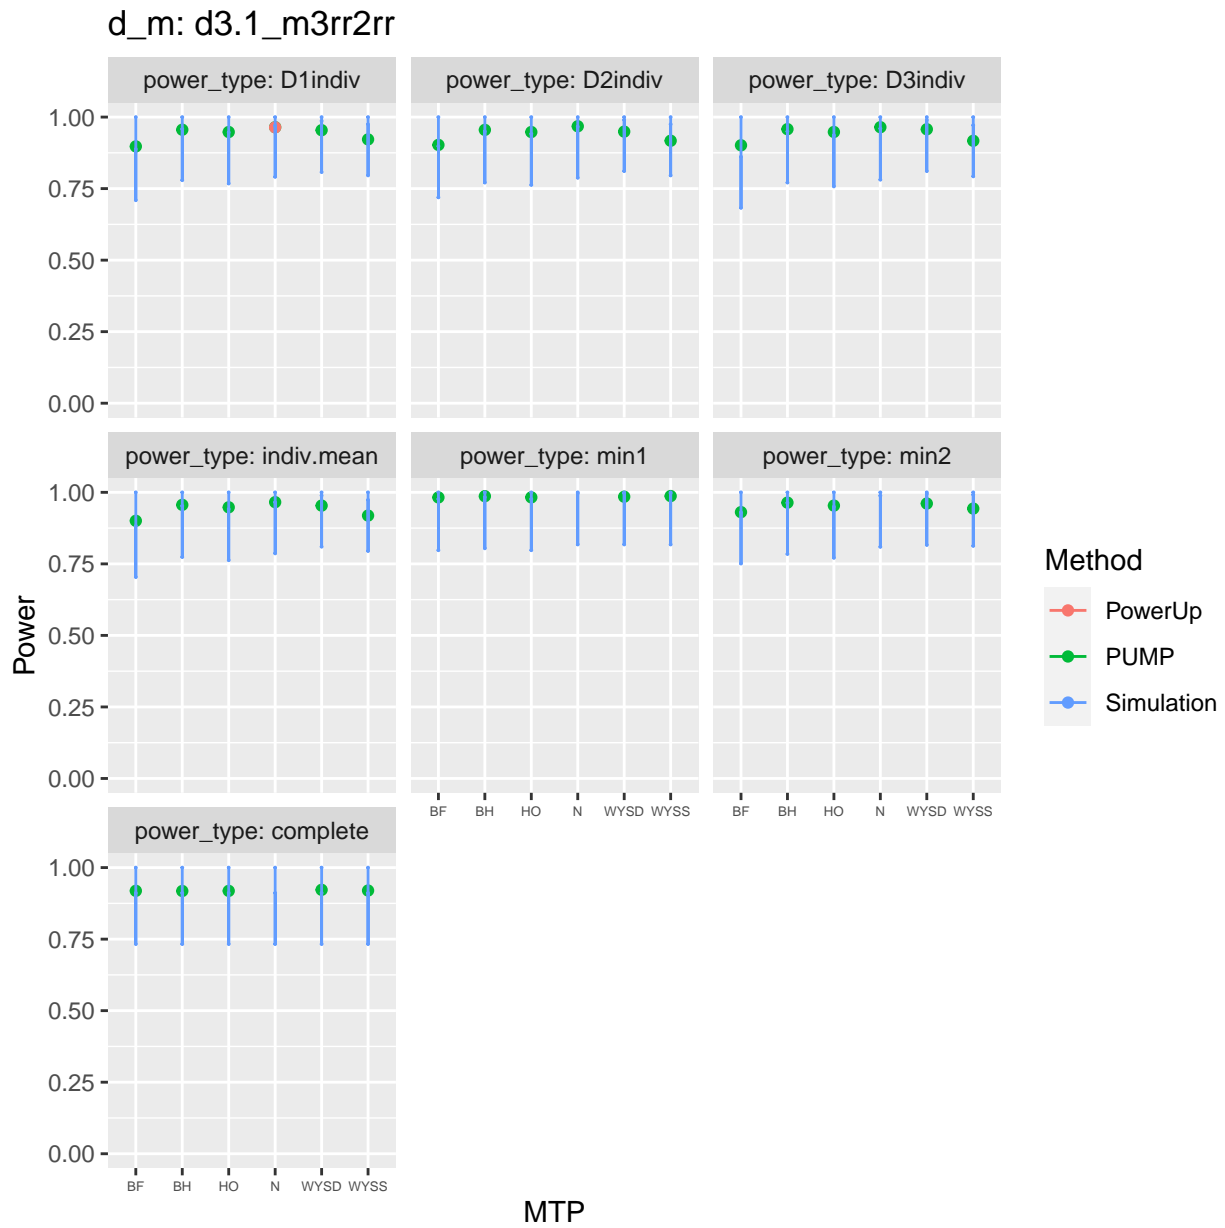 d_m: d3.1_m3rr2rr
power_type: D1indiv
power_type: D2indiv
power_type: D3indiv
1.00
0.75
0.50
0.25
0.00
power_type: indiv.mean
power_type: min1
power_type: min2
1.00
0.75
0.50
0.25
0.00
BF BH HO N WYSD WYSS
BF BH HO N WYSD WYSS
power_type: complete
1.00
0.75
0.50
0.25
0.00
BF BH HO N WYSD WYSS
Power
MTP
Method
PowerUp
PUMP
Simulation